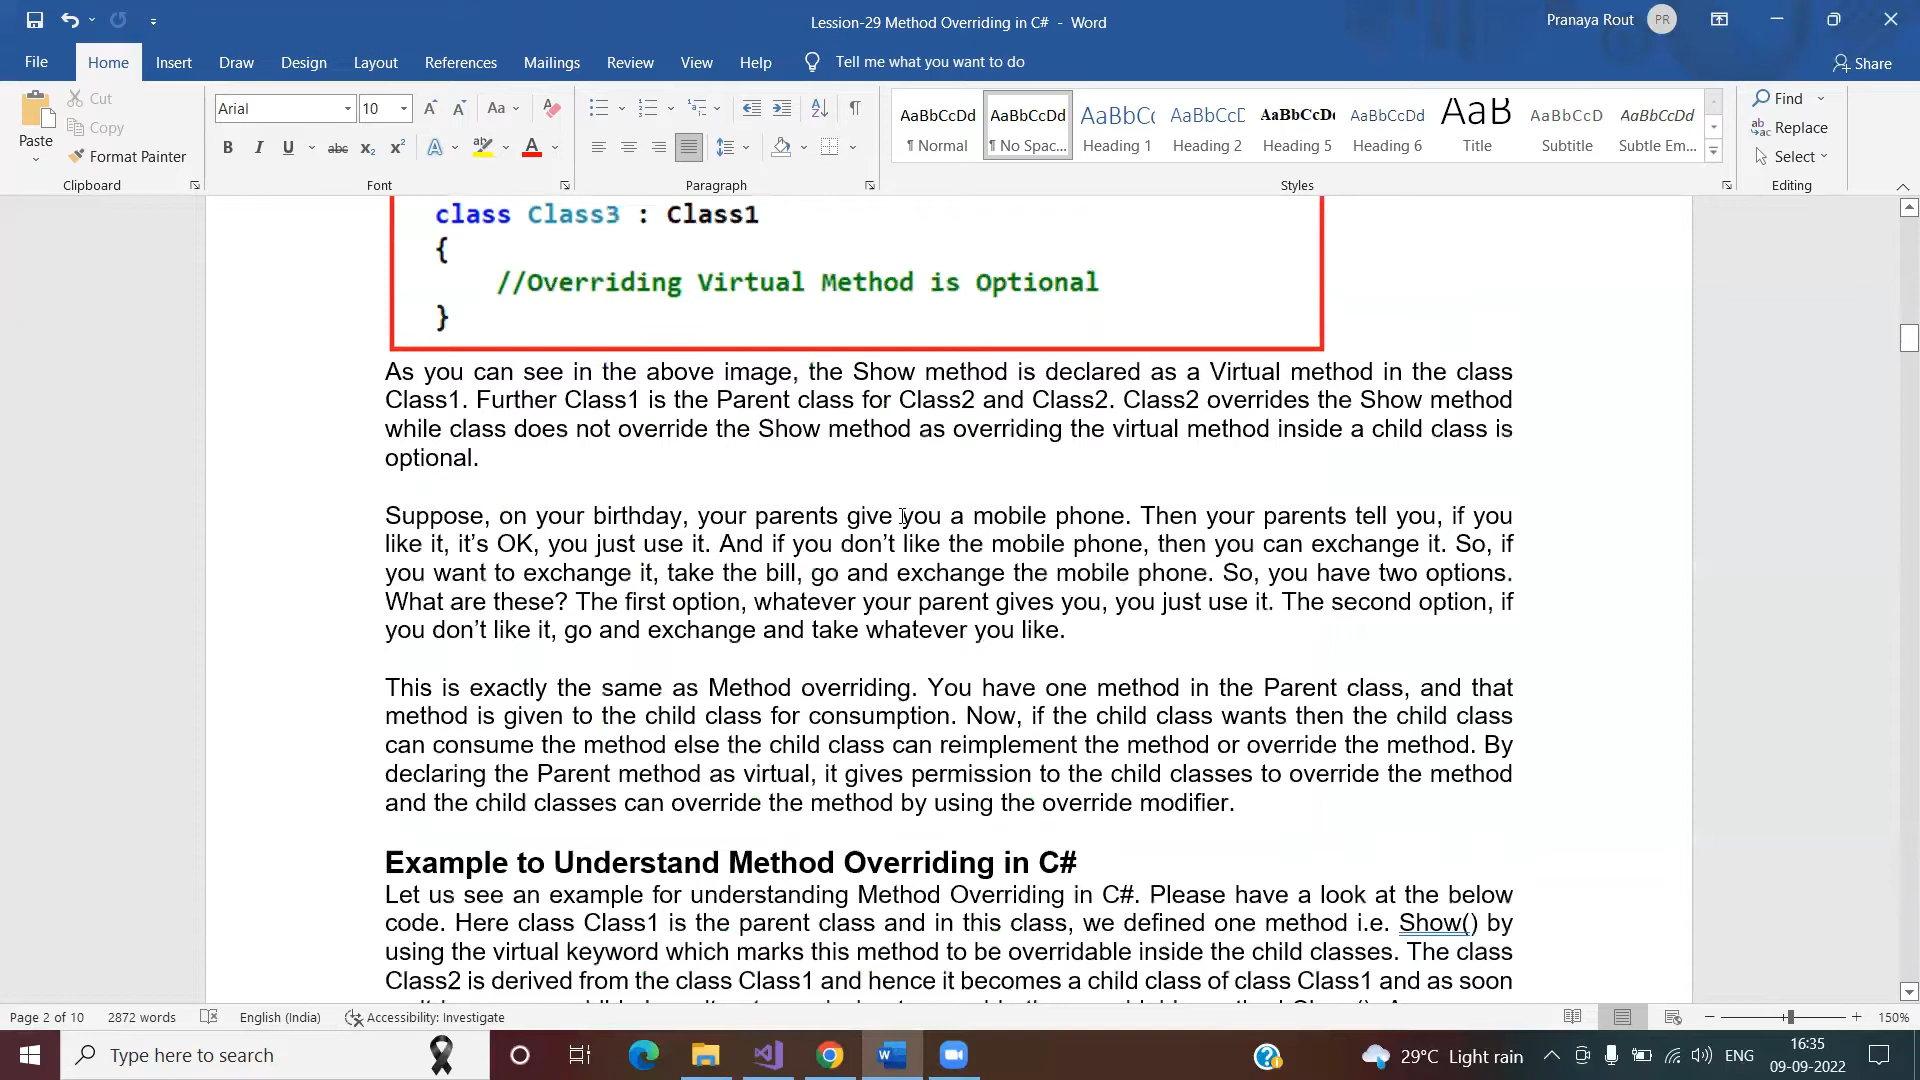 Lession-29 Method Overriding in C# - Word
Pranaya Rout
PR
File
Home
Insert
Draw
Design
Layout
References
Mailings
Review
View
Help
Tell me what you want to do
Share
Paste
Cut
Copy
Format Painter
Clipboard
Arial
10
Aa
B I U abc x₂ x² A ab A
Font
Paragraph
AaBbCcDd
¶ Normal
AaBbCcDd
¶ No Spac...
AaBbC(
Heading 1
AaBbCcC
Heading 2
AaBbCcDc
Heading 5
AaBbCcDd
Heading 6
AaB
Title
AaBbCcD
Subtitle
AaBbCcDd
Subtle Em...
Styles
Find
Replace
Select
Editing
class Class3 : Class1
{
//Overriding Virtual Method is Optional
}
As you can see in the above image, the Show method is declared as a Virtual method in the class
Class1. Further Class1 is the Parent class for Class2 and Class2. Class2 overrides the Show method
while class does not override the Show method as overriding the virtual method inside a child class is
optional.
Suppose, on your birthday, your parents give you a mobile phone. Then your parents tell you, if you
like it, it’s OK, you just use it. And if you don’t like the mobile phone, then you can exchange it. So, if
you want to exchange it, take the bill, go and exchange the mobile phone. So, you have two options.
What are these? The first option, whatever your parent gives you, you just use it. The second option, if
you don’t like it, go and exchange and take whatever you like.
This is exactly the same as Method overriding. You have one method in the Parent class, and that
method is given to the child class for consumption. Now, if the child class wants then the child class
can consume the method else the child class can reimplement the method or override the method. By
declaring the Parent method as virtual, it gives permission to the child classes to override the method
and the child classes can override the method by using the override modifier.
Example to Understand Method Overriding in C#
Let us see an example for understanding Method Overriding in C#. Please have a look at the below
code. Here class Class1 is the parent class and in this class, we defined one method i.e. Show() by
using the virtual keyword which marks this method to be overridable inside the child classes. The class
Class2 is derived from the class Class1 and hence it becomes a child class of class Class1 and as soon
Page 2 of 10
2872 words
English (India)
Accessibility: Investigate
150%
Type here to search
29°C Light rain
ENG
16:35
09-09-2022